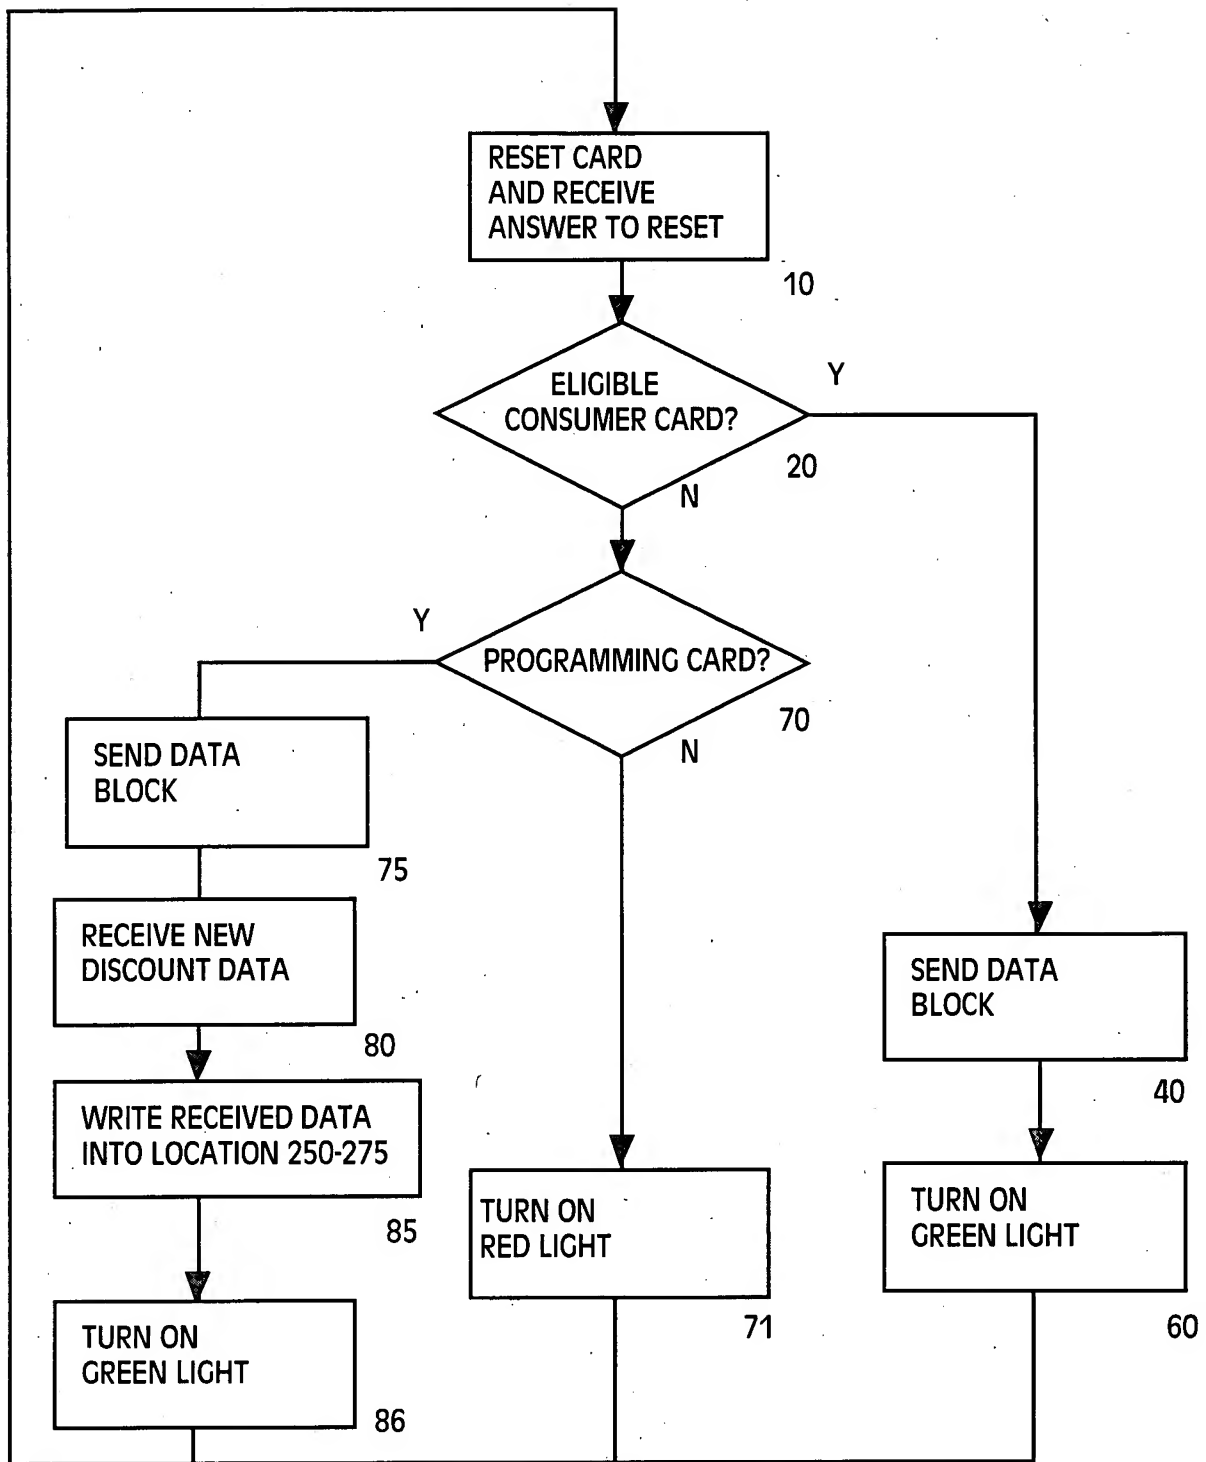 RESET CARD
AND RECEIVE
ANSWER TO RESET
10
ELIGIBLE
CONSUMER CARD?
Y
20
N
PROGRAMMING CARD?
Y
70
N
SEND DATA
BLOCK
75
RECEIVE NEW
DISCOUNT DATA
80
WRITE RECEIVED DATA
INTO LOCATION 250-275
85
TURN ON
GREEN LIGHT
86
TURN ON
RED LIGHT
71
SEND DATA
BLOCK
40
TURN ON
GREEN LIGHT
60